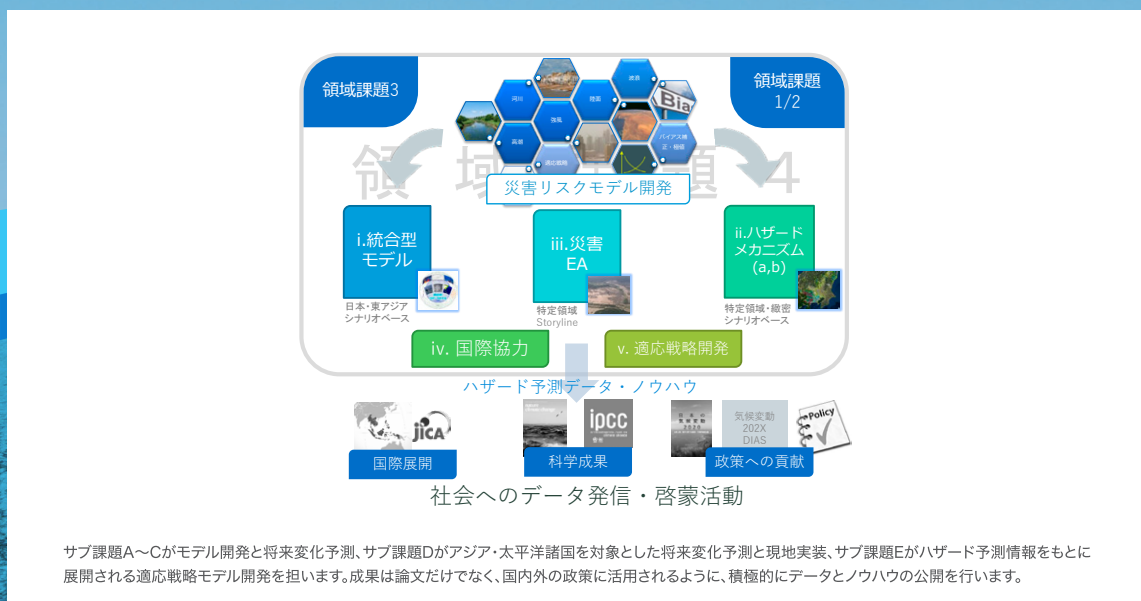 領域課題3
領域課題
1/2
河川
陸面
渡渦
強風
Bia
高潮
バイアス補
正・極値
適応戦略
領域課題4
災害リスクモデル開発
i.統合型
モデル
iii.災害
EA
ii.ハザード
メカニズム
(a,b)
日本・東アジア
シナリオベース
特定領域
Storyline
特定領域・緻密
シナリオベース
iv. 国際協力
v. 適応戦略開発
ハザード予測データ・ノウハウ
jICA
ipcc
日本の
気候変動
2020
気候変動
202X
DIAS
Policy
国際展開
科学成果
政策への貢献
社会へのデータ発信・啓蒙活動
サブ課題A～Cがモデル開発と将来変化予測、サブ課題Dがアジア・太平洋諸国を対象とした将来変化予測と現地実装、サブ課題Eがハザード予測情報をもとに
展開される適応戦略モデル開発を担います。成果は論文だけでなく、国内外の政策に活用されるように、積極的にデータとノウハウの公開を行います。